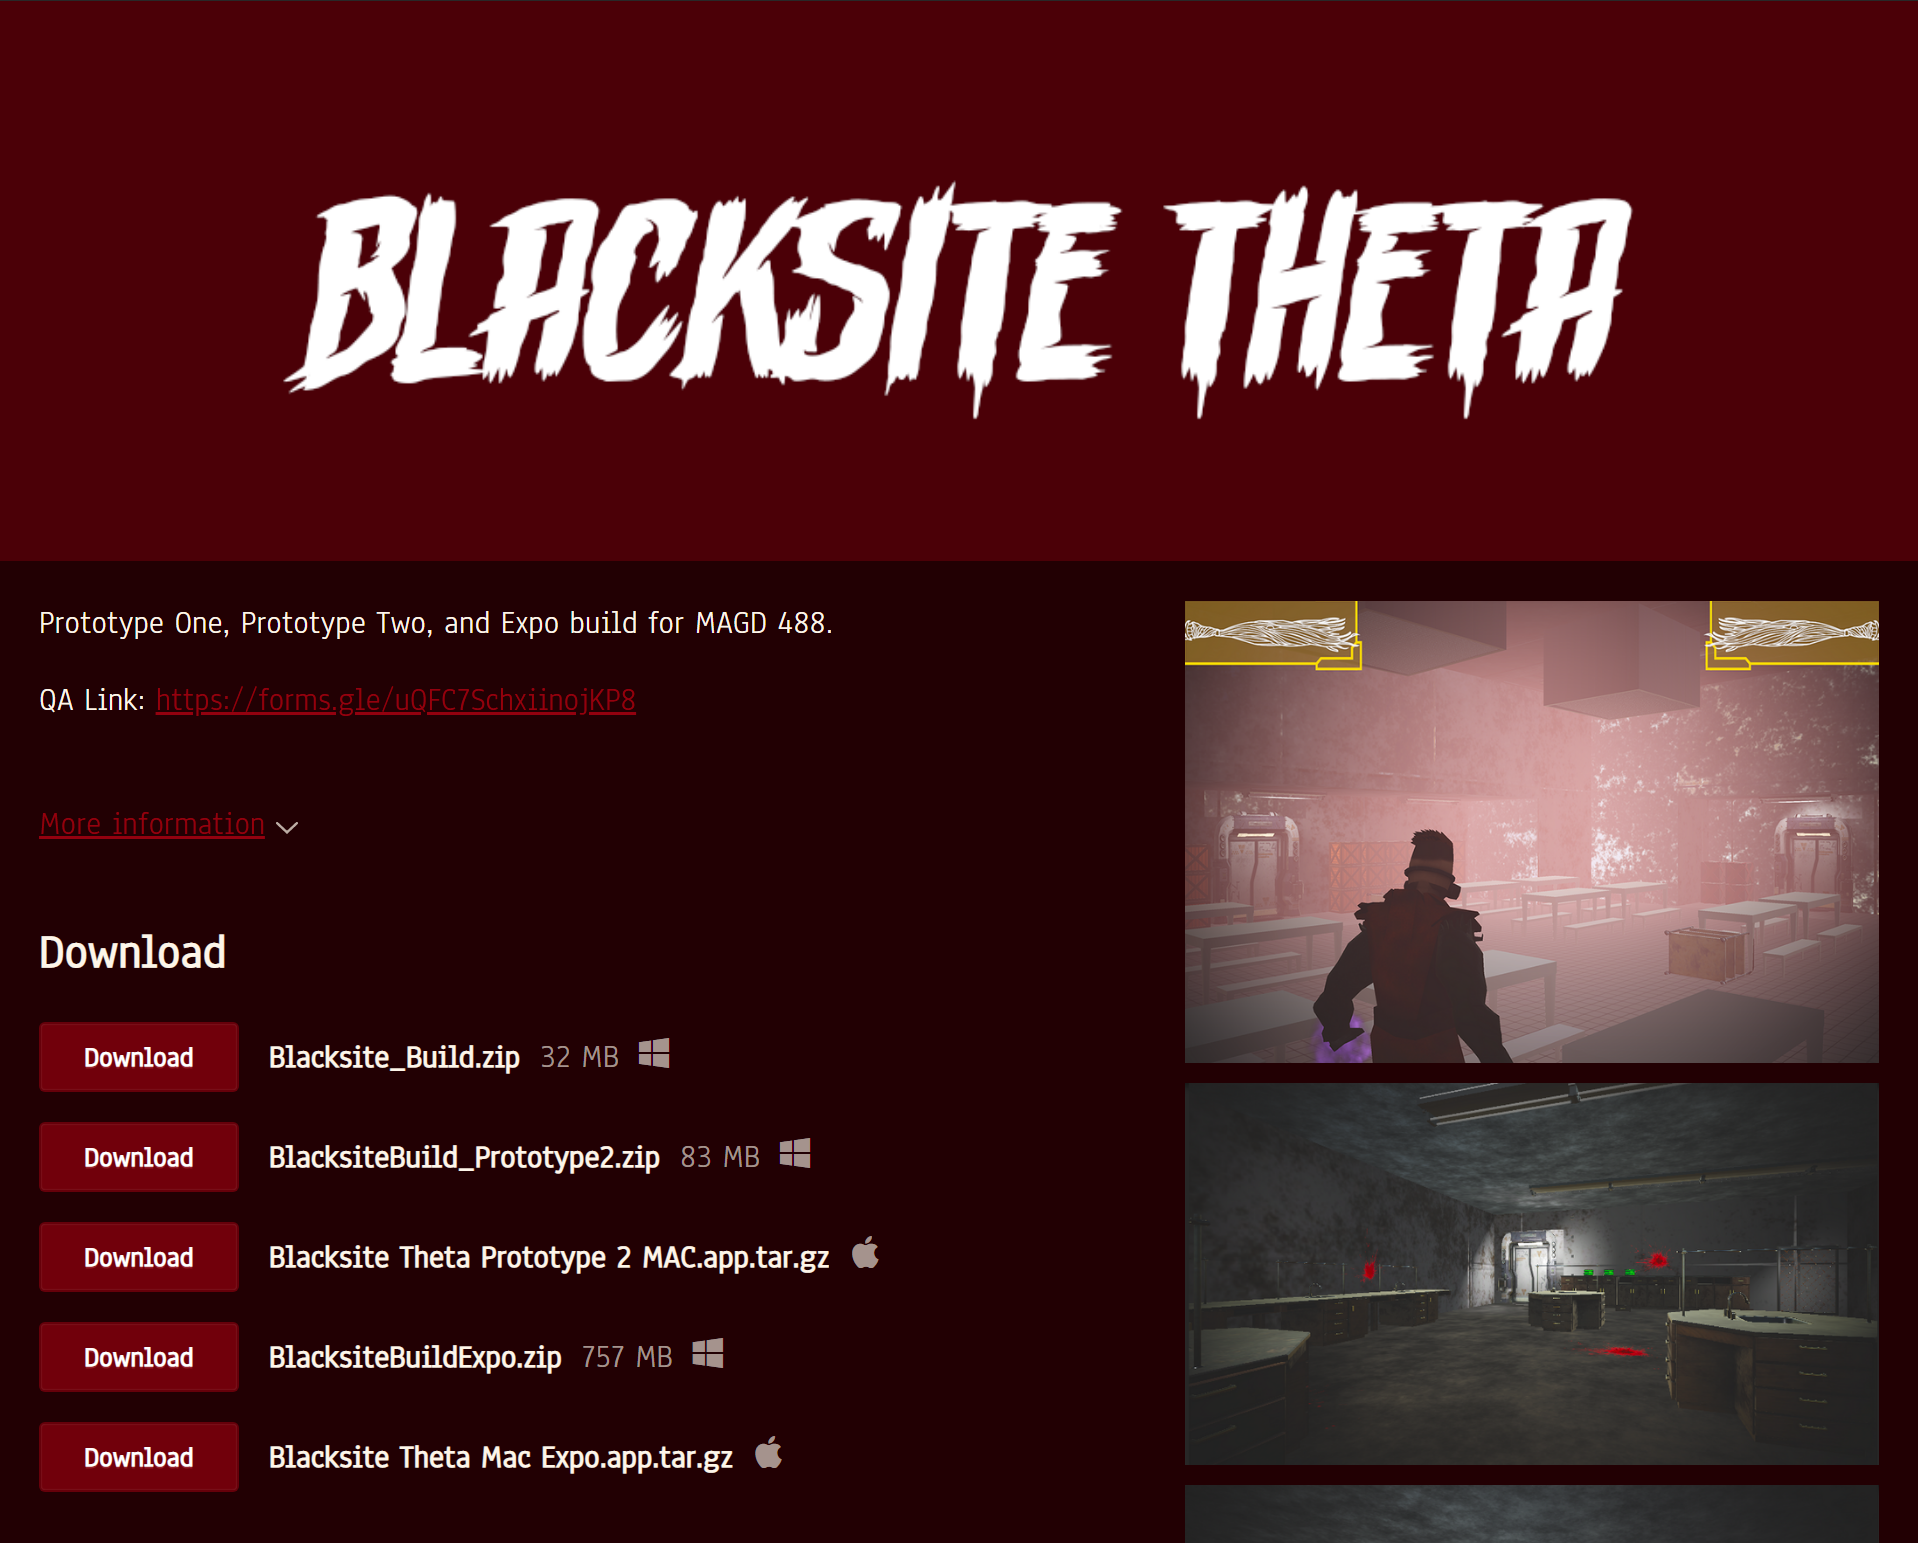 BLACKSITE THETA
Prototype One, Prototype Two, and Expo build for MAGD 488.
QA Link: https://forms.gle/uQFC7SchxiinojKP8
More information
Download
Download Blacksite_Build.zip 32 MB
Download BlacksiteBuild_Prototype2.zip 83 MB
Download Blacksite Theta Prototype 2 MAC.app.tar.gz
Download BlacksiteBuildExpo.zip 757 MB
Download Blacksite Theta Mac Expo.app.tar.gz